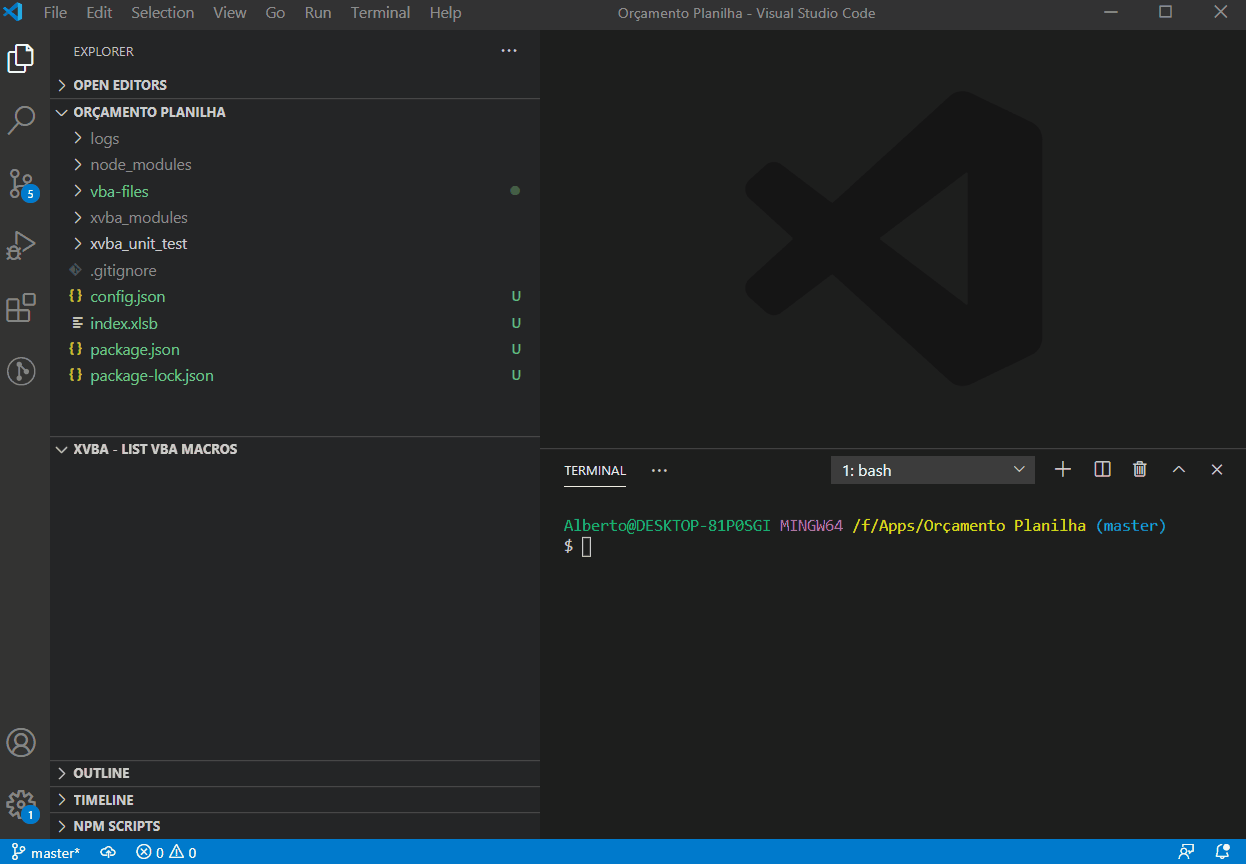 File Edit Selection View Go Run Terminal Help Orçamento Planilha - Visual Studio Code
EXPLORER
OPEN EDITORS
ORÇAMENTO PLANILHA
logs
node_modules
vba-files
xvba_modules
xvba_unit_test
.gitignore
config.json U
index.xlsb U
package.json U
package-lock.json U
5
XVBA - LIST VBA MACROS
TERMINAL 1: bash
Alberto@DESKTOP-81P0SGI MINGW64 /f/Apps/Orçamento Planilha (master)
$
OUTLINE
TIMELINE
NPM SCRIPTS
1
master* 0 0